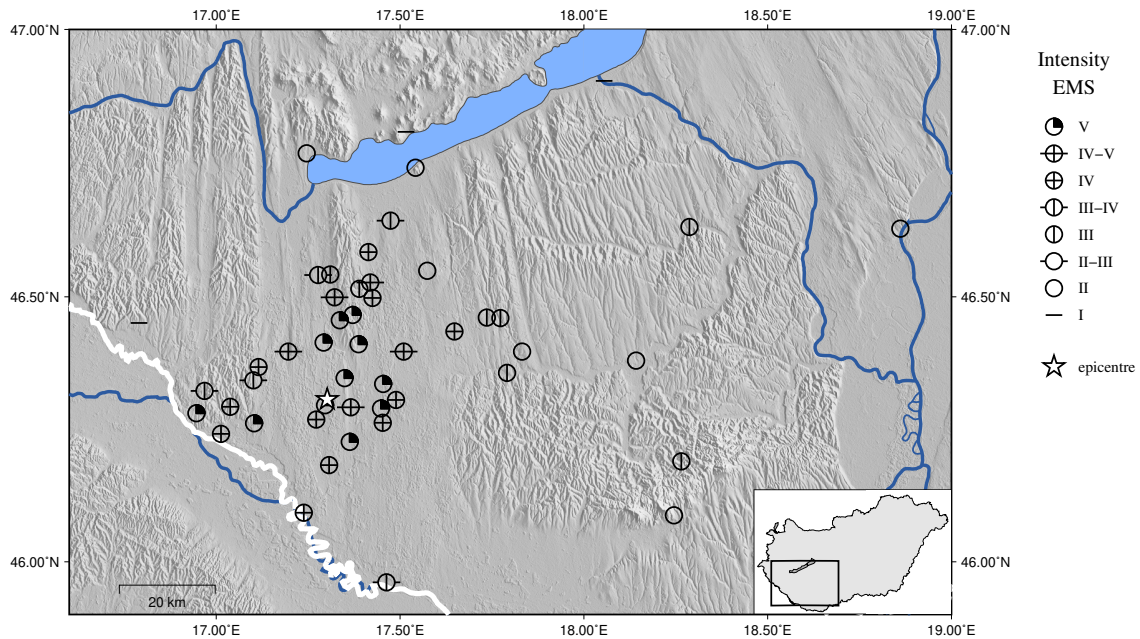 17.00˚E 17.50˚E 18.00˚E 18.50˚E 19.00˚E
47.00˚N 47.00˚N
46.50˚N 46.50˚N
46.00˚N 46.00˚N
20 km
17.00˚E 17.50˚E 18.00˚E 18.50˚E 19.00˚E
Intensity
EMS
V
IV−V
IV
III−IV
III
II−III
II
I
epicentre